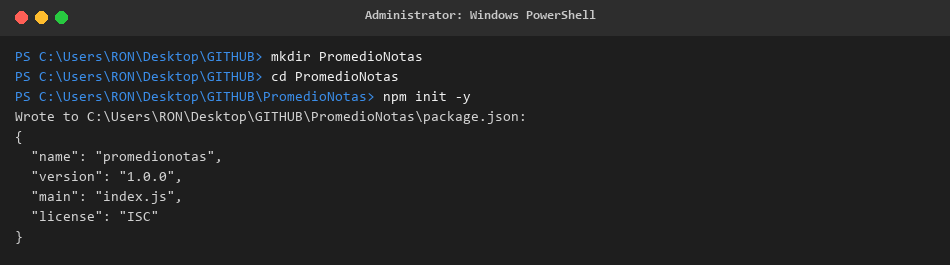 Administrator: Windows PowerShell
PS C:\Users\RON\Desktop\GITHUB> mkdir PromedioNotas
PS C:\Users\RON\Desktop\GITHUB> cd PromedioNotas
PS C:\Users\RON\Desktop\GITHUB\PromedioNotas> npm init -y
Wrote to C:\Users\RON\Desktop\GITHUB\PromedioNotas\package.json:
{
  "name": "promedionotas",
  "version": "1.0.0",
  "main": "index.js",
  "license": "ISC"
}